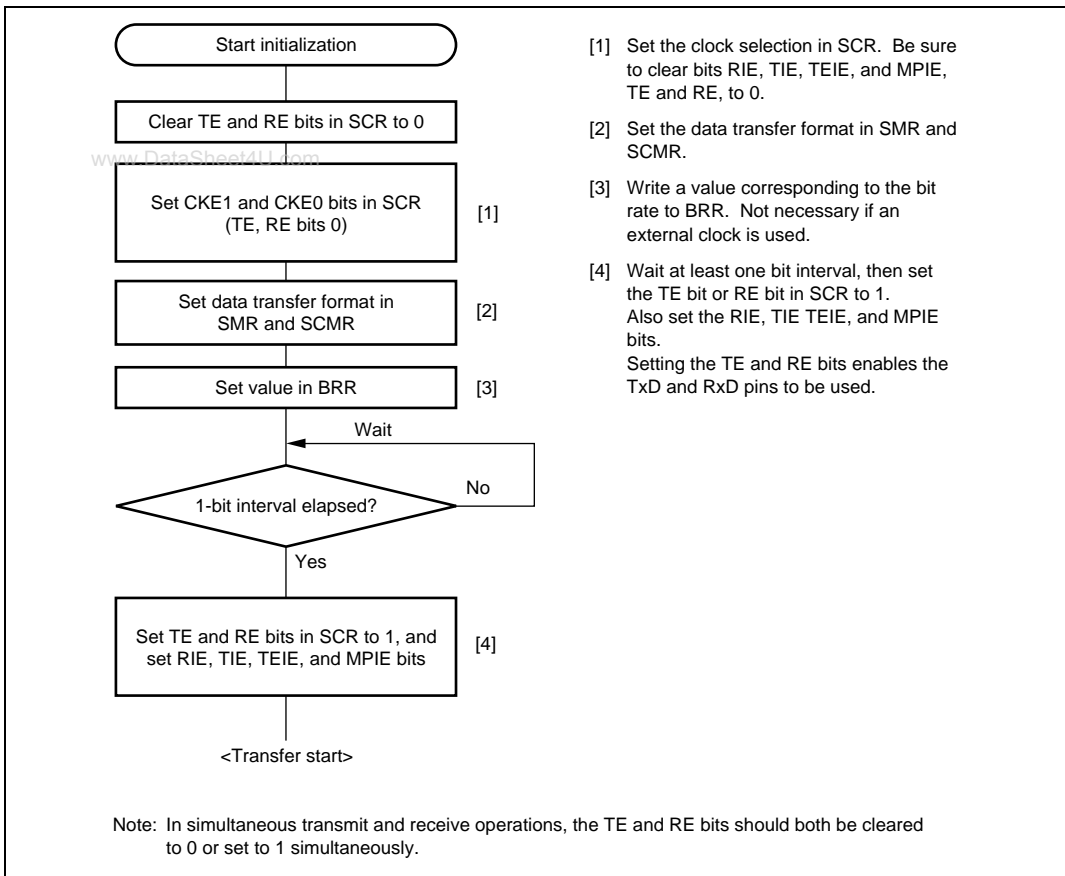 Start initialization
Clear TE and RE bits in SCR to 0
www.DataSheet4U.com
Set CKE1 and CKE0 bits in SCR
(TE, RE bits 0)
[1]
Set data transfer format in
SMR and SCMR
[2]
Set value in BRR
[3]
Wait
No
1-bit interval elapsed?
Yes
Set TE and RE bits in SCR to 1, and
set RIE, TIE, TEIE, and MPIE bits
[4]
<Transfer start>
[1] Set the clock selection in SCR. Be sure
to clear bits RIE, TIE, TEIE, and MPIE,
TE and RE, to 0.
[2] Set the data transfer format in SMR and
SCMR.
[3] Write a value corresponding to the bit
rate to BRR. Not necessary if an
external clock is used.
[4] Wait at least one bit interval, then set
the TE bit or RE bit in SCR to 1.
Also set the RIE, TIE TEIE, and MPIE
bits.
Setting the TE and RE bits enables the
TxD and RxD pins to be used.
Note: In simultaneous transmit and receive operations, the TE and RE bits should both be cleared
to 0 or set to 1 simultaneously.